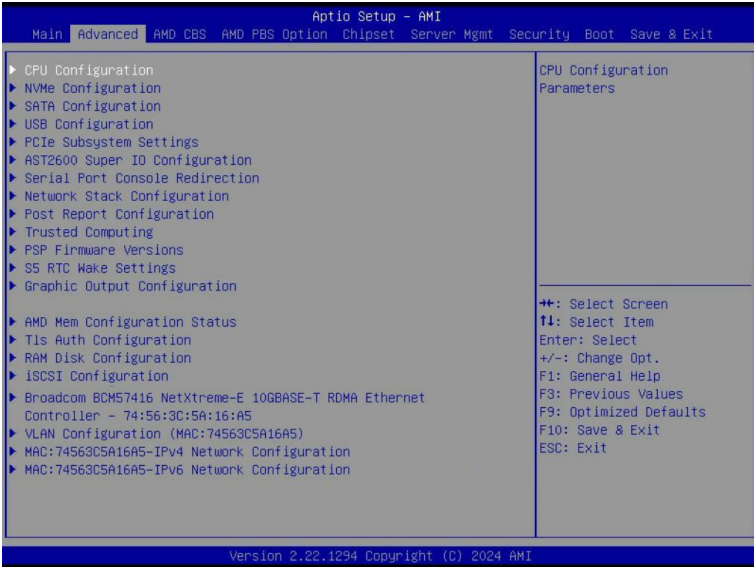 Aptio Setup - AMI
Main Advanced AMD CBS AMD PBS Option Chipset Server Mgmt Security Boot Save & Exit
▶ CPU Configuration
▶ NVMe Configuration
▶ SATA Configuration
▶ USB Configuration
▶ PCIe Subsystem Settings
▶ AST2600 Super IO Configuration
▶ Serial Port Console Redirection
▶ Network Stack Configuration
▶ Post Report Configuration
▶ Trusted Computing
▶ PSP Firmware Versions
▶ S5 RTC Wake Settings
▶ Graphic Output Configuration
▶ AMD Mem Configuration Status
▶ Tls Auth Configuration
▶ RAM Disk Configuration
▶ iSCSI Configuration
▶ Broadcom BCM57416 NetXtreme-E 10GBASE-T RDMA Ethernet
Controller - 74:56:3C:5A:16:A5
▶ VLAN Configuration (MAC:74563C5A16A5)
▶ MAC:74563C5A16A5-IPv4 Network Configuration
▶ MAC:74563C5A16A5-IPv6 Network Configuration
CPU Configuration
Parameters
→←: Select Screen
↑↓: Select Item
Enter: Select
+/-: Change Opt.
F1: General Help
F3: Previous Values
F9: Optimized Defaults
F10: Save & Exit
ESC: Exit
Version 2.22.1294 Copyright (C) 2024 AMI